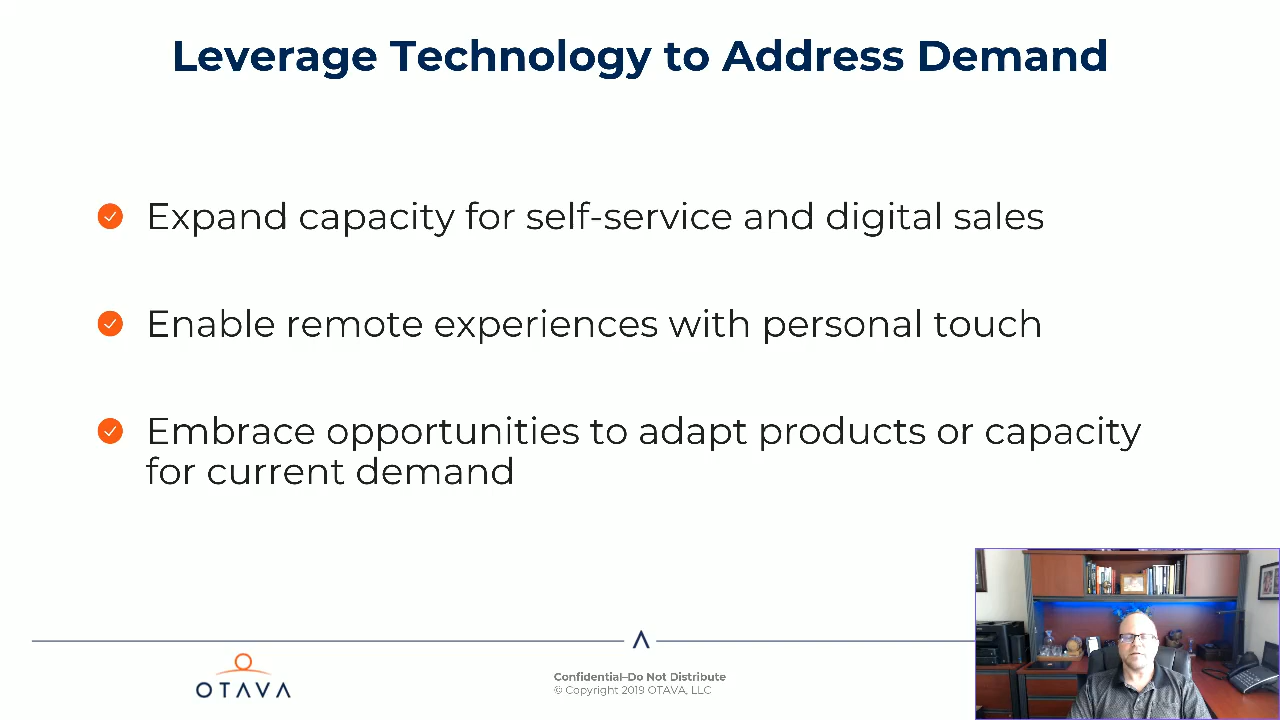 Leverage Technology to Address Demand
Expand capacity for self-service and digital sales
Enable remote experiences with personal touch
Embrace opportunities to adapt products or capacity
for current demand
OTAVA
Confidential–Do Not Distribute
© Copyright 2019 OTAVA, LLC